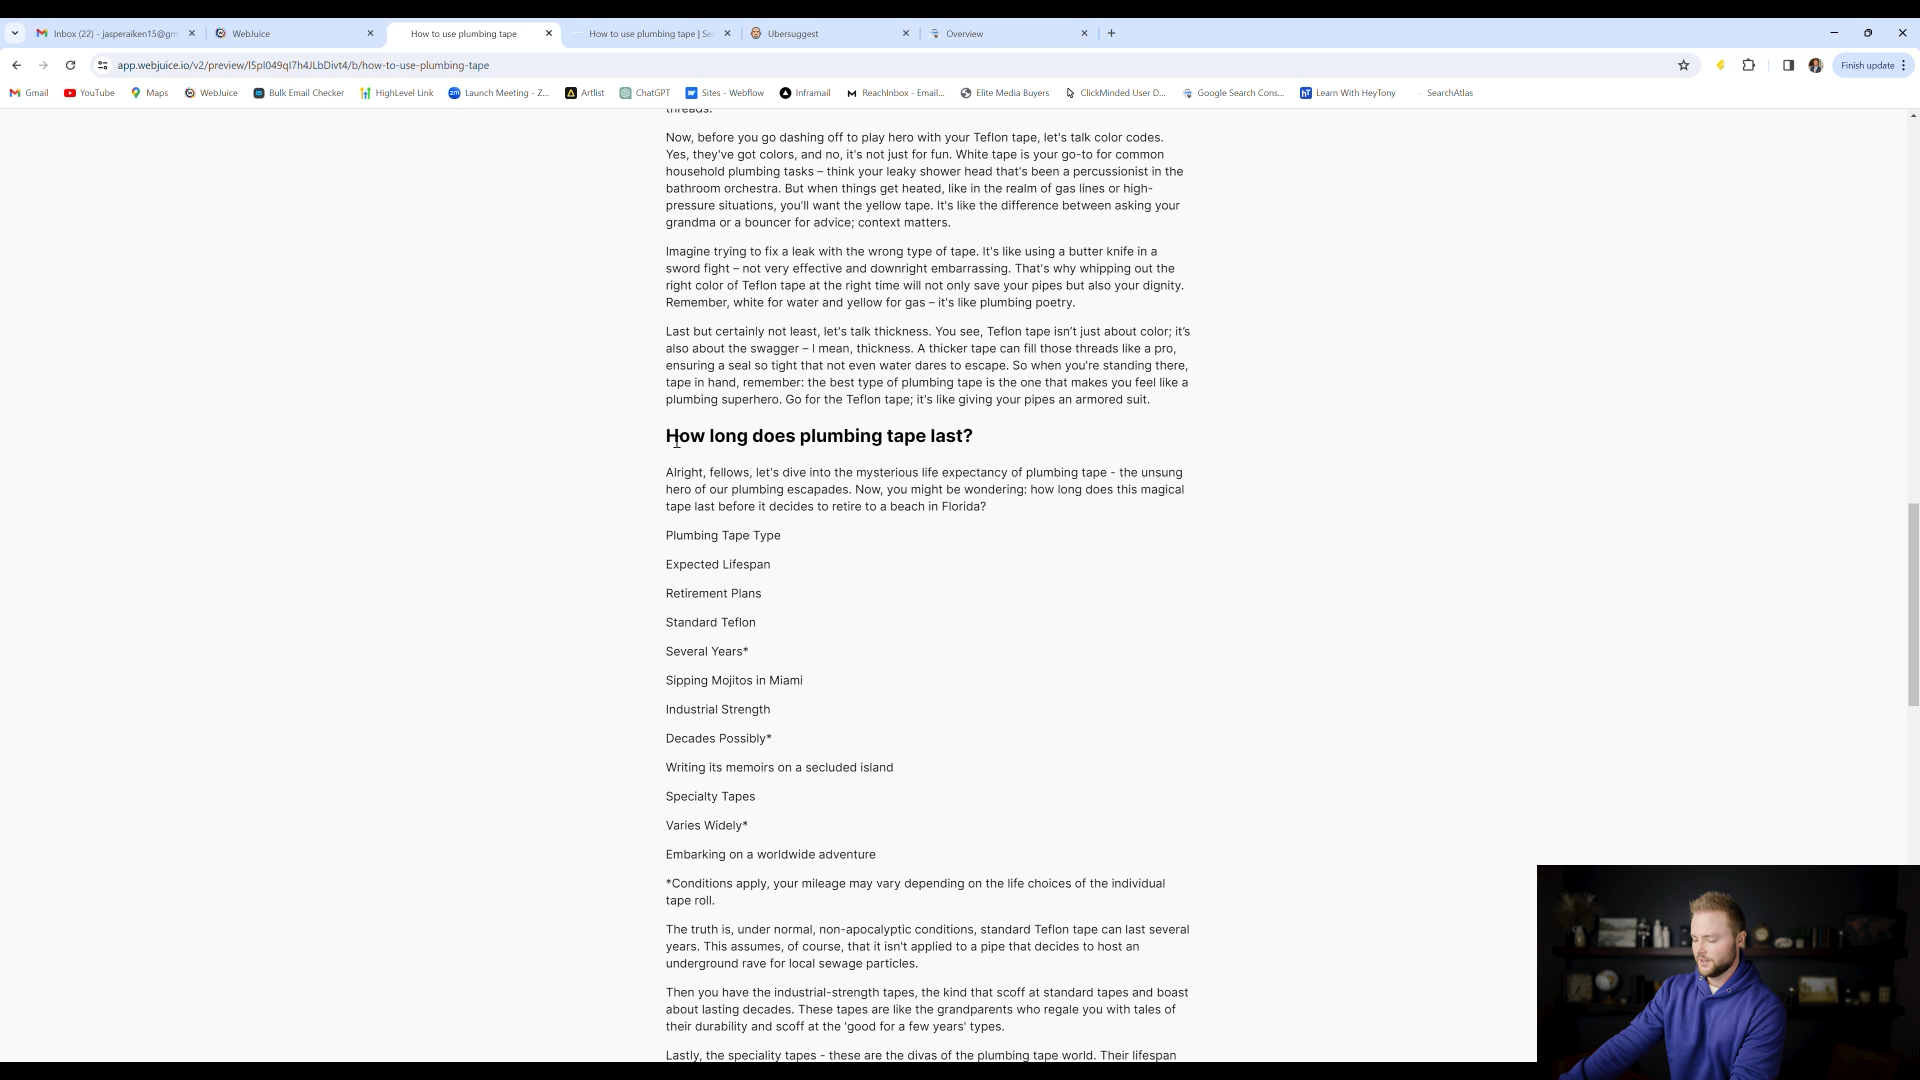 Inbox (22) - jasperaiken15@gm
WebJuice
How to use plumbing tape
How to use plumbing tape | Se
Ubersuggest
Overview
app.webjuice.io/v2/preview/l5pI049qI7h4JLbDivt4/b/how-to-use-plumbing-tape
Finish update
Gmail
YouTube
Maps
WebJuice
Bulk Email Checker
HighLevel Link
Launch Meeting - Z...
Artlist
ChatGPT
Sites - Webflow
Inframail
ReachInbox - Email...
Elite Media Buyers
ClickMinded User D...
Google Search Cons...
Learn With HeyTony
SearchAtlas
threads.
Now, before you go dashing off to play hero with your Teflon tape, let's talk color codes.
Yes, they've got colors, and no, it's not just for fun. White tape is your go-to for common
household plumbing tasks – think your leaky shower head that's been a percussionist in the
bathroom orchestra. But when things get heated, like in the realm of gas lines or high-
pressure situations, you'll want the yellow tape. It's like the difference between asking your
grandma or a bouncer for advice; context matters.
Imagine trying to fix a leak with the wrong type of tape. It's like using a butter knife in a
sword fight – not very effective and downright embarrassing. That's why whipping out the
right color of Teflon tape at the right time will not only save your pipes but also your dignity.
Remember, white for water and yellow for gas – it's like plumbing poetry.
Last but certainly not least, let's talk thickness. You see, Teflon tape isn’t just about color; it’s
also about the swagger – I mean, thickness. A thicker tape can fill those threads like a pro,
ensuring a seal so tight that not even water dares to escape. So when you're standing there,
tape in hand, remember: the best type of plumbing tape is the one that makes you feel like a
plumbing superhero. Go for the Teflon tape; it's like giving your pipes an armored suit.
How long does plumbing tape last?
Alright, fellows, let's dive into the mysterious life expectancy of plumbing tape - the unsung
hero of our plumbing escapades. Now, you might be wondering: how long does this magical
tape last before it decides to retire to a beach in Florida?
Plumbing Tape Type
Expected Lifespan
Retirement Plans
Standard Teflon
Several Years*
Sipping Mojitos in Miami
Industrial Strength
Decades Possibly*
Writing its memoirs on a secluded island
Specialty Tapes
Varies Widely*
Embarking on a worldwide adventure
*Conditions apply, your mileage may vary depending on the life choices of the individual
tape roll.
The truth is, under normal, non-apocalyptic conditions, standard Teflon tape can last several
years. This assumes, of course, that it isn't applied to a pipe that decides to host an
underground rave for local sewage particles.
Then you have the industrial-strength tapes, the kind that scoff at standard tapes and boast
about lasting decades. These tapes are like the grandparents who regale you with tales of
their durability and scoff at the 'good for a few years' types.
Lastly, the speciality tapes - these are the divas of the plumbing tape world. Their lifespan